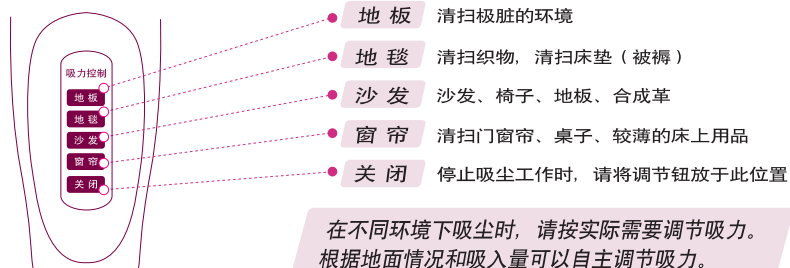 吸力控制
地板
地毯
沙发
窗帘
关闭
地板 清扫极脏的环境
地毯 清扫织物，清扫床垫（被褥）
沙发 沙发、椅子、地板、合成革
窗帘 清扫门窗帘、桌子、较薄的床上用品
关闭 停止吸尘工作时，请将调节钮放于此位置
在不同环境下吸尘时，请按实际需要调节吸力。
根据地面情况和吸入量可以自主调节吸力。